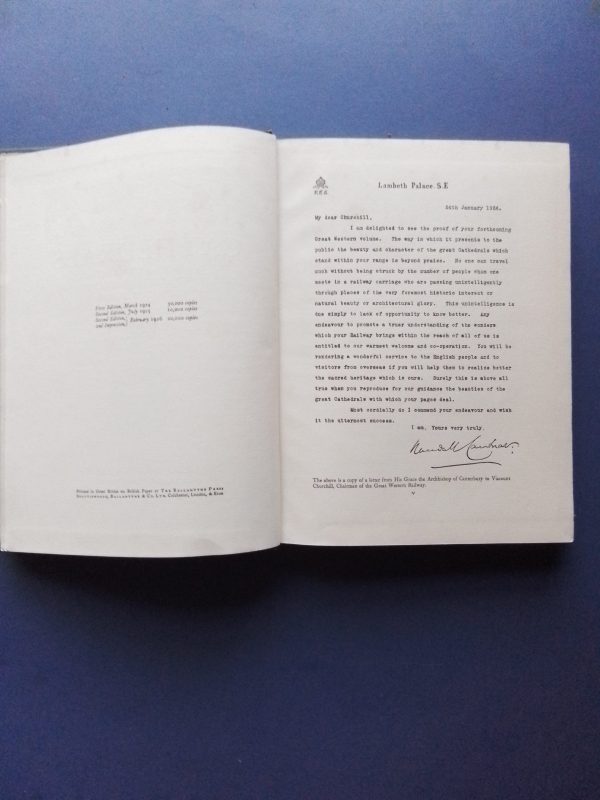 First Edition, March 1924 50,000 copies
Second Edition, July 1925 10,000 copies
Second Edition, } February 1926 20,000 copies
2nd Impression,
Printed in Great Britain on British Paper by THE BALLANTYNE PRESS
SPOTTISWOODE, BALLANTYNE & CO. LTD. Colchester, London, & Eton
Lambeth Palace S.E
24th January 1924.
My dear Churchill,
I am delighted to see the proof of your forthcoming
Great Western volume. The way in which it presents to the
public the beauty and character of the great Cathedrals which
stand within your range is beyond praise. No one can travel
much without being struck by the number of people whom one
meets in a railway carriage who are passing unintelligently
through places of the very foremost historic interest or
natural beauty or architectural glory. This unintelligence is
due simply to lack of opportunity to know better. Any
endeavour to promote a truer understanding of the wonders
which your Railway brings within the reach of all of us is
entitled to our warmest welcome and co-operation. You will be
rendering a wonderful service to the English people and to
visitors from overseas if you will help them to realize better
the sacred heritage which is ours. Surely this is above all
true when you reproduce for our guidance the beauties of the
great Cathedrals with which your pages deal.
Most cordially do I commend your endeavour and wish
it the uttermost success.
I am, Yours very truly,
Randall Cantuar:
The above is a copy of a letter from His Grace the Archbishop of Canterbury to Viscount
Churchill, Chairman of the Great Western Railway.
v